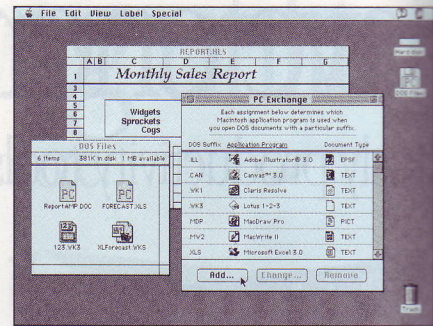 File Edit View Label Special
Hard Disk
DOS Files
REPORT.XLS
A B C D E F G
1 Monthly Sales Report
3
4
5
6 Widgets
7 Sprockets
8 Cogs
PC Exchange
Each assignment below determines which
Macintosh application program is used when
you open DOS documents with a particular suffix.
DOS Suffix Application Program Document Type
ILL Adobe Illustrator® 3.0 EPSF
CAN Canvas™ 3.0 TEXT
WK1 Claris Resolve TEXT
WK3 Lotus 1-2-3 TEXT
MDP MacDraw Pro PICT
MW2 MacWrite II TEXT
XLS Microsoft Excel 3.0 TEXT
Add... Change... Remove
DOS Files
6 items 381K in disk 1 MB available
PC PC
ReportAMP.DOC FORECAST.XLS
123.WK3 XLForecast.WKS
Trash